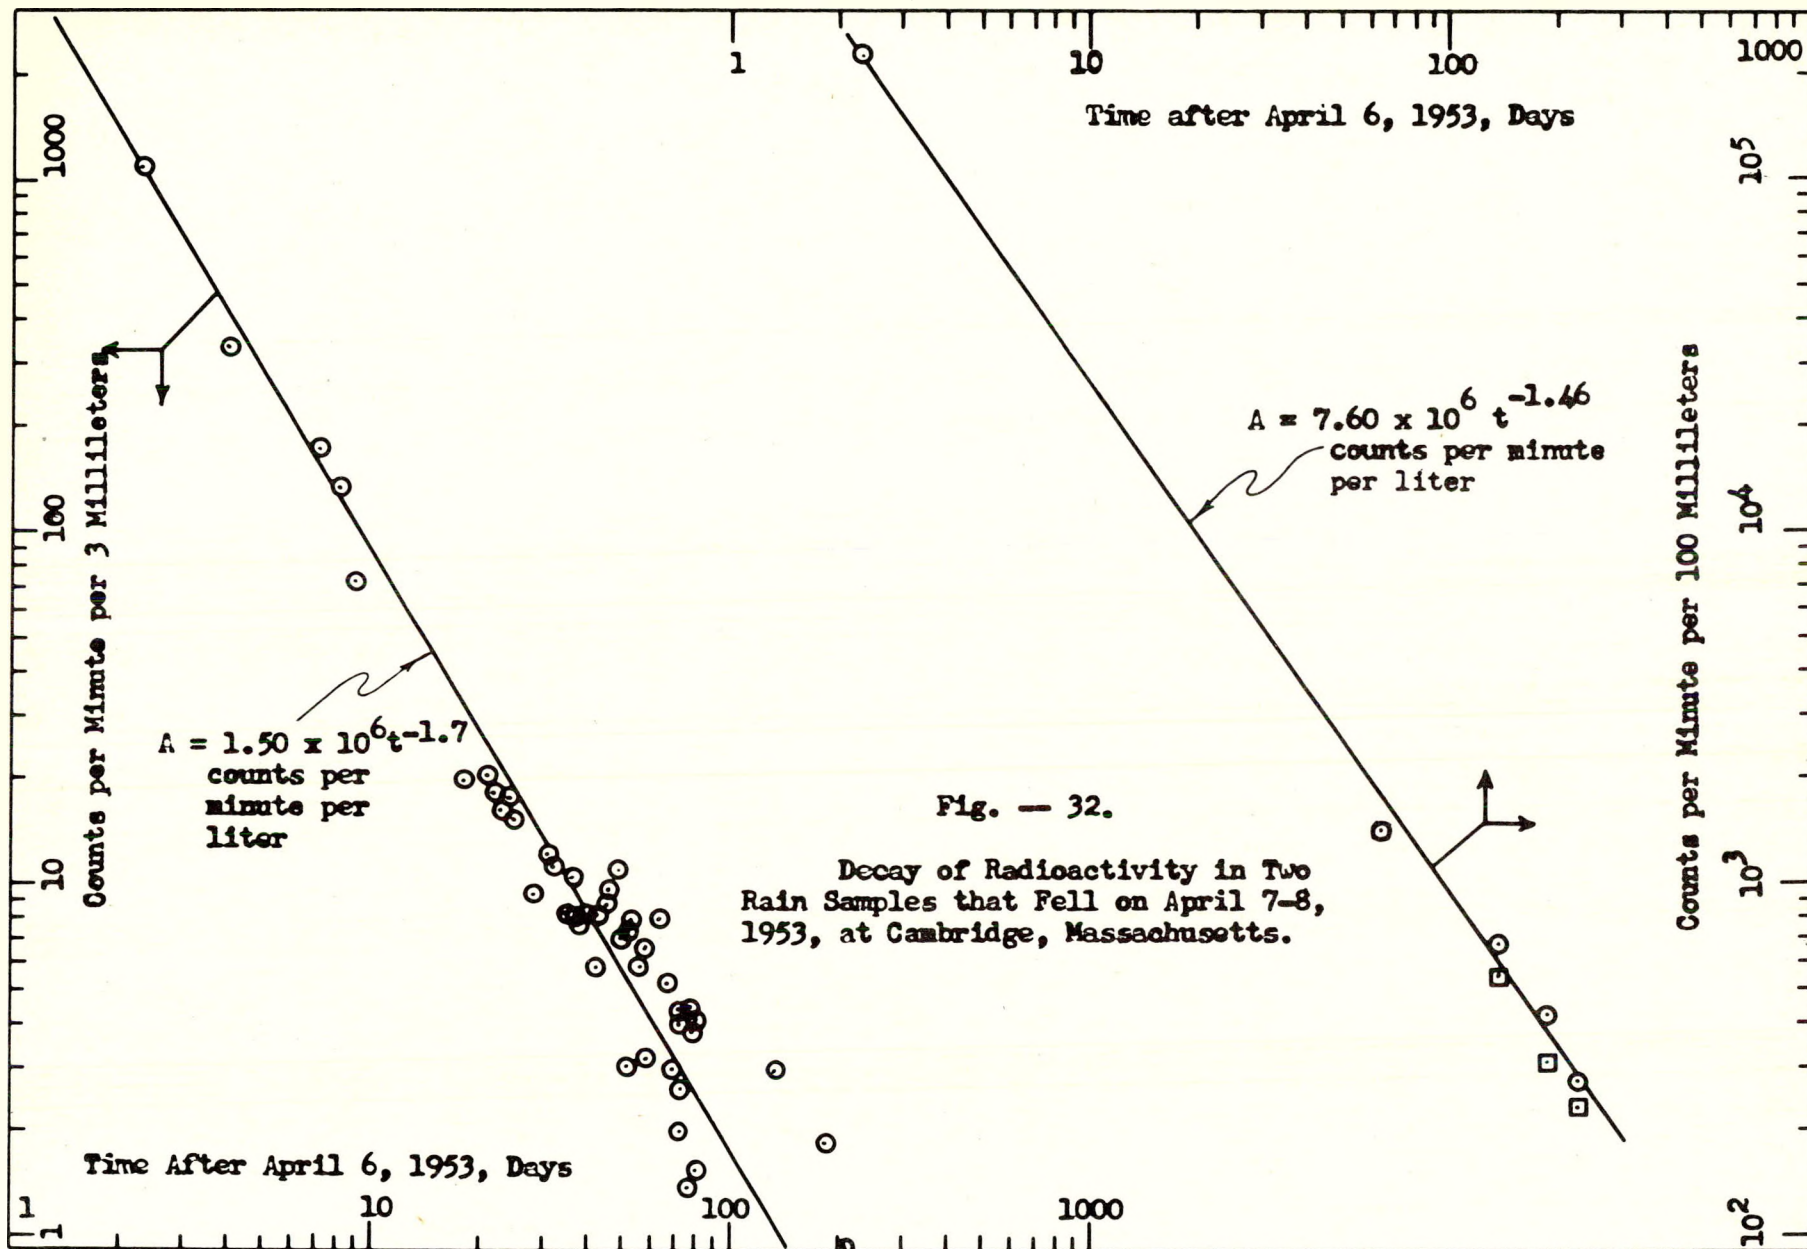 1 10 100 1000
Time after April 6, 1953, Days
1000
100
10
1
Counts per Minute per 3 Milliliters
10^5
10^4
10^3
10^2
Counts per Minute per 100 Milliliters
A = 7.60 x 10^6 t^-1.46
counts per minute
per liter
A = 1.50 x 10^6 t^-1.7
counts per
minute per
liter
Fig. — 32.
Decay of Radioactivity in Two
Rain Samples that Fell on April 7-8,
1953, at Cambridge, Massachusetts.
Time After April 6, 1953, Days
1 10 100 1000